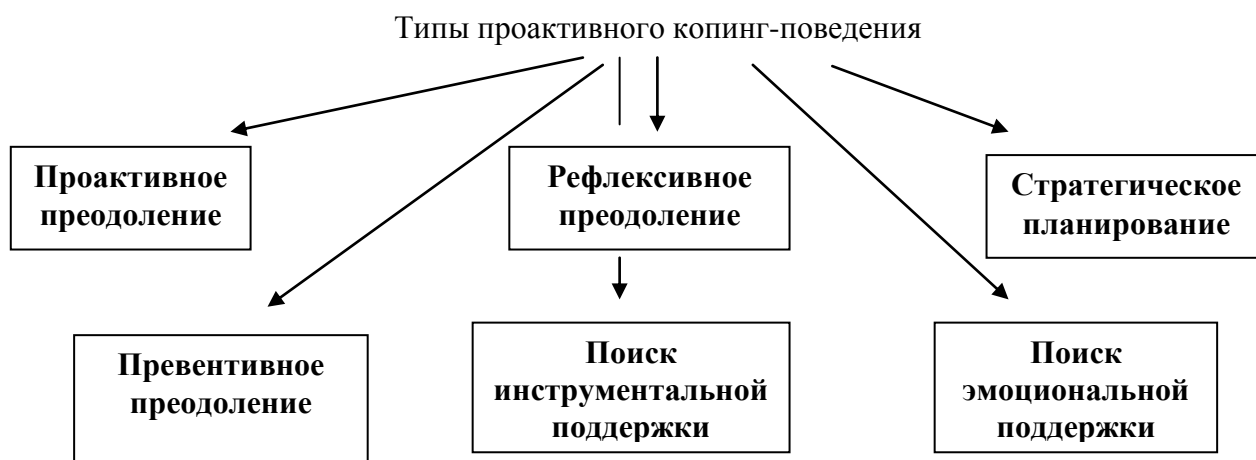 Типы проактивного копинг-поведения
Проактивное
преодоление
Рефлексивное
преодоление
Стратегическое
планирование
Превентивное
преодоление
Поиск
инструментальной
поддержки
Поиск
эмоциональной
поддержки